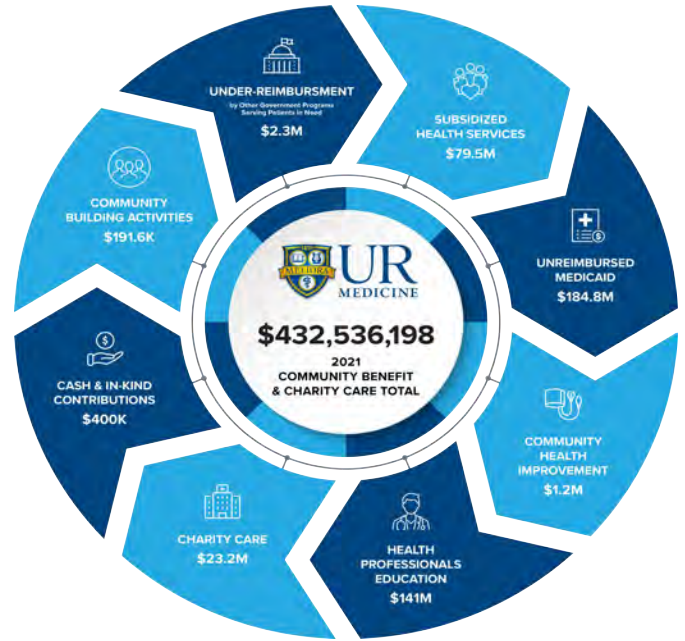 UNDER-REIMBURSMENT
by Other Government Programs
Serving Patients in Need
$2.3M
SUBSIDIZED
HEALTH SERVICES
$79.5M
UNREIMBURSED
MEDICAID
$184.8M
COMMUNITY
HEALTH
IMPROVEMENT
$1.2M
HEALTH
PROFESSIONALS
EDUCATION
$141M
CHARITY CARE
$23.2M
CASH & IN-KIND
CONTRIBUTIONS
$400K
COMMUNITY
BUILDING ACTIVITIES
$191.6K
MELIORA
UR
MEDICINE
$432,536,198
2021
COMMUNITY BENEFIT
& CHARITY CARE TOTAL